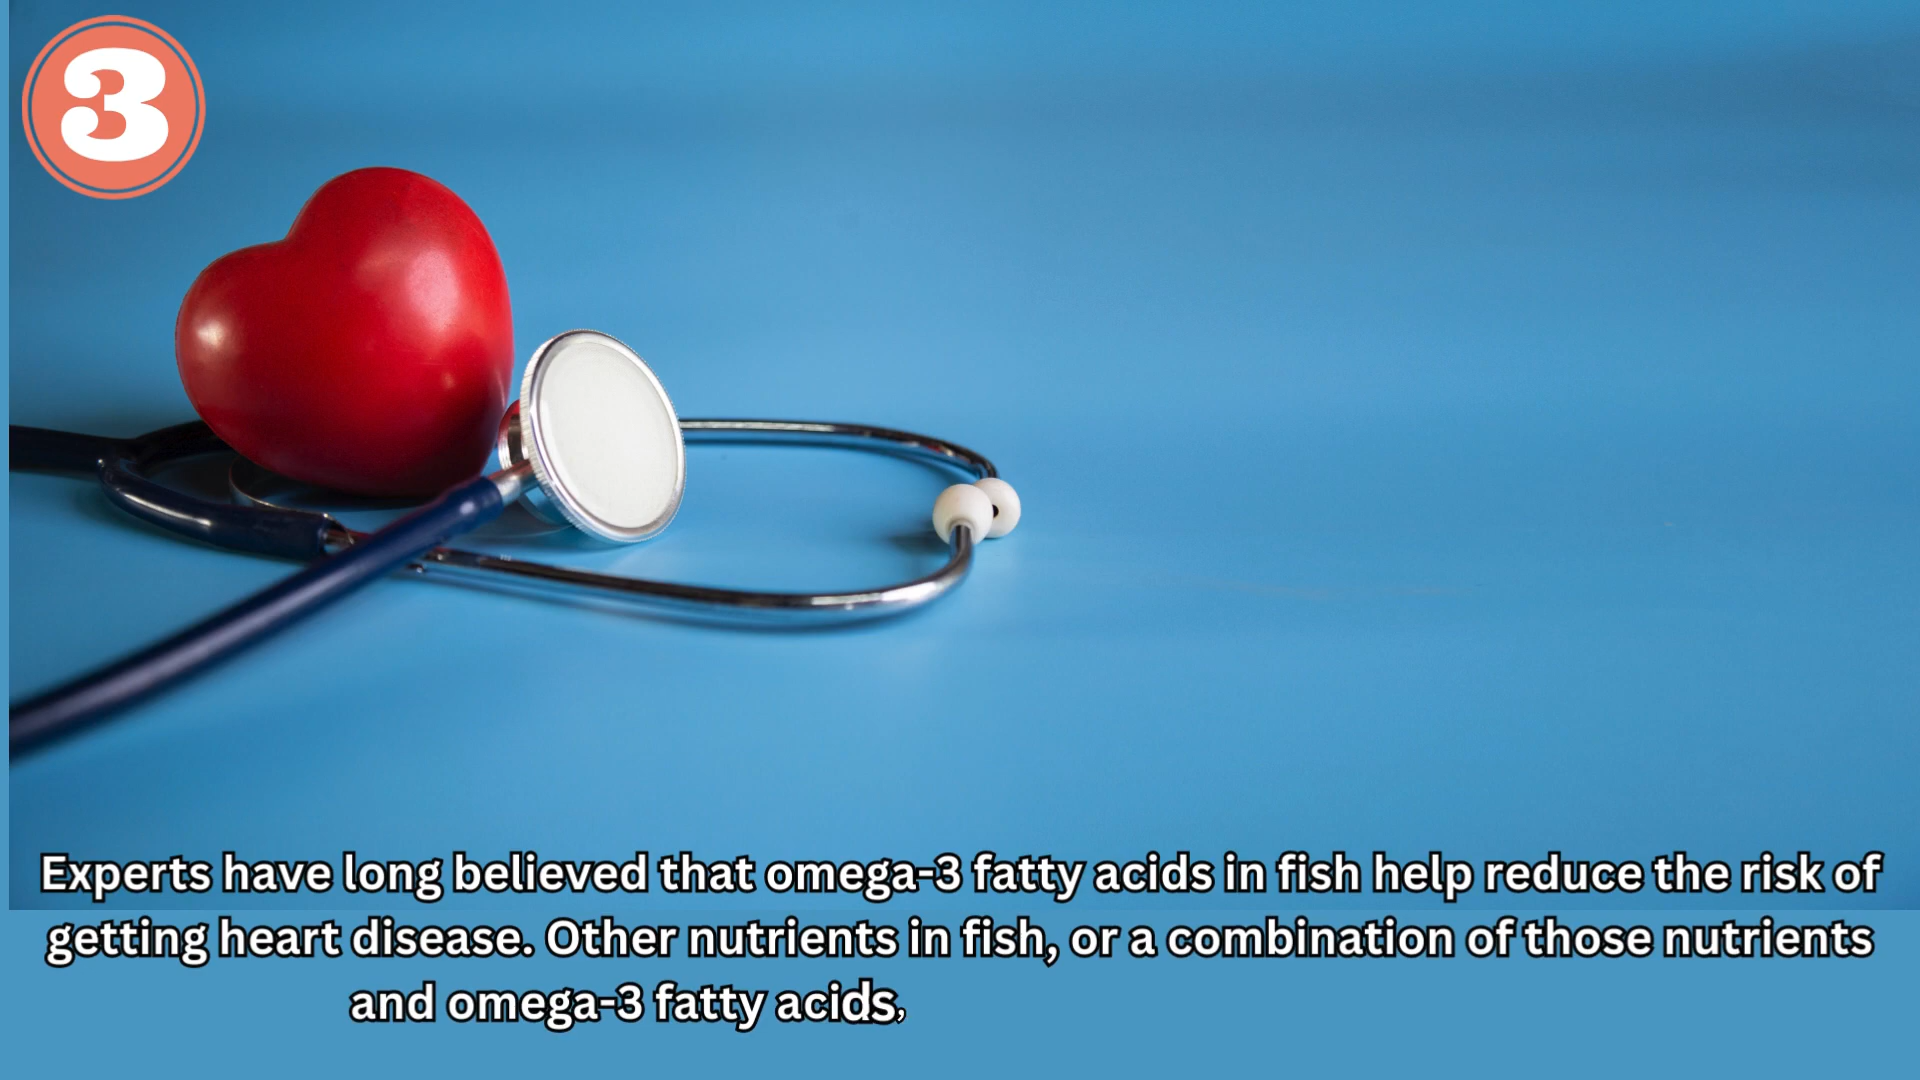 3
Experts have long believed that omega-3 fatty acids in fish help reduce the risk of
getting heart disease. Other nutrients in fish, or a combination of those nutrients
and omega-3 fatty acids,